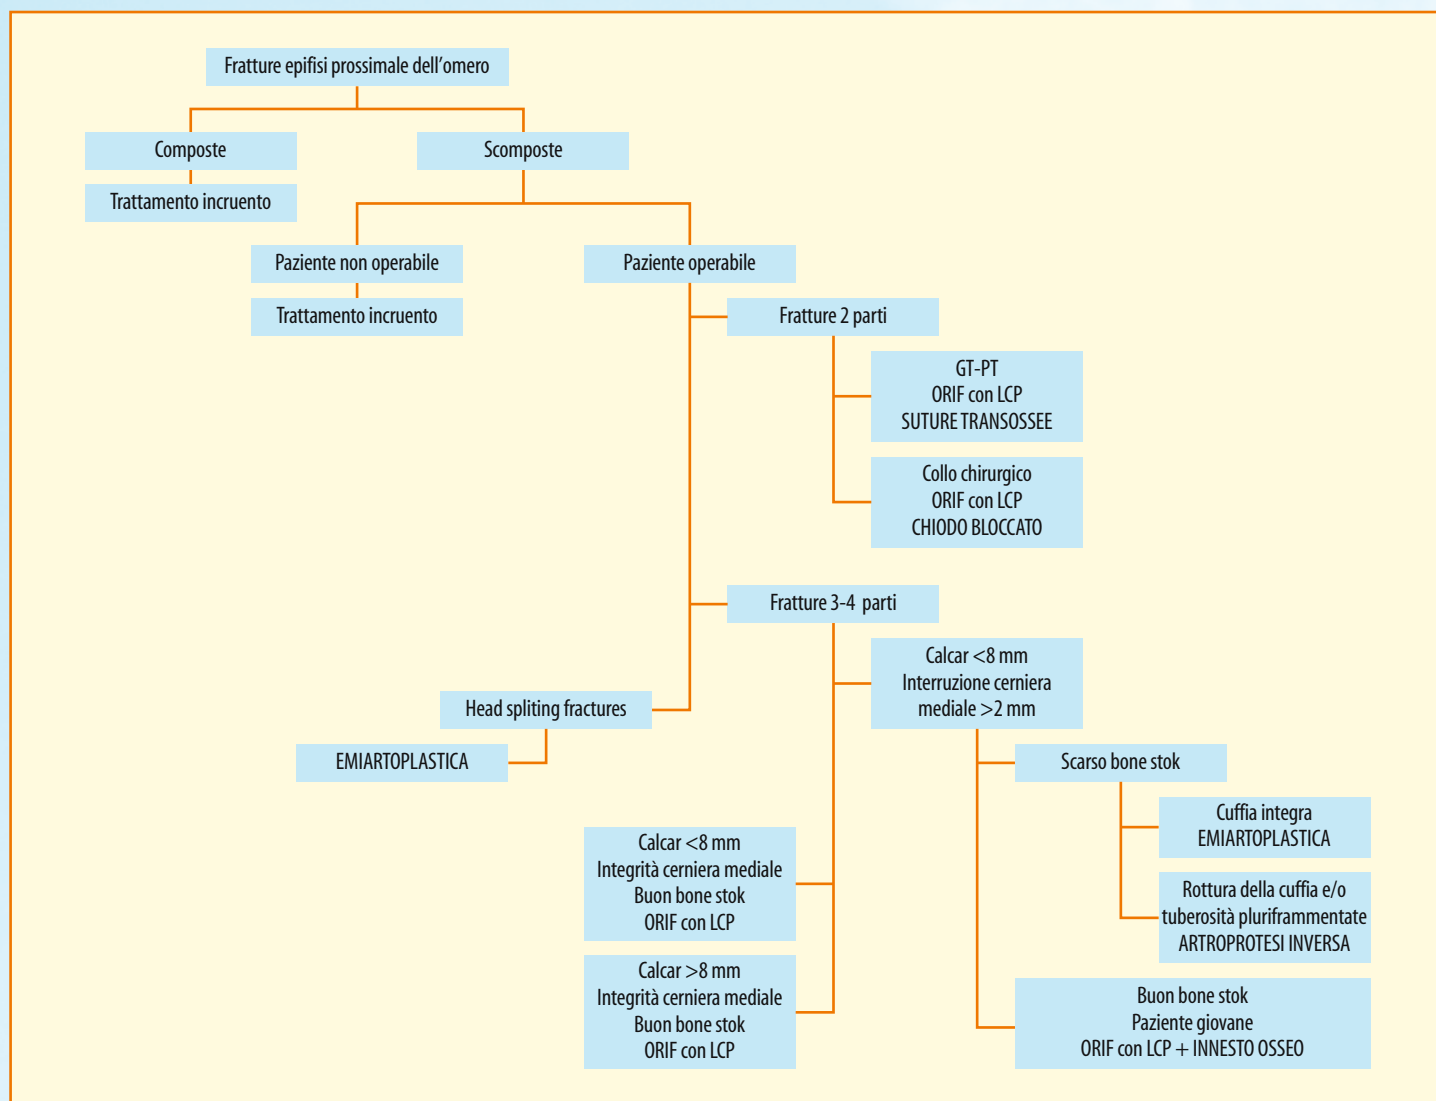 Fratture epifisi prossimale dell'omero
Composte
Scomposte
Trattamento incruento
Paziente non operabile
Paziente operabile
Trattamento incruento
Fratture 2 parti
GT-PT
ORIF con LCP
SUTURE TRANSOSSEE
Collo chirurgico
ORIF con LCP
CHIODO BLOCCATO
Fratture 3-4 parti
Calcar <8 mm
Interruzione cerniera
mediale >2 mm
Head spliting fractures
EMIARTOPLASTICA
Scarso bone stok
Cuffia integra
EMIARTOPLASTICA
Calcar <8 mm
Integrità cerniera mediale
Buon bone stok
ORIF con LCP
Rottura della cuffia e/o
tuberosità pluriframmentate
ARTROPROTESI INVERSA
Calcar >8 mm
Integrità cerniera mediale
Buon bone stok
ORIF con LCP
Buon bone stok
Paziente giovane
ORIF con LCP + INNESTO OSSEO